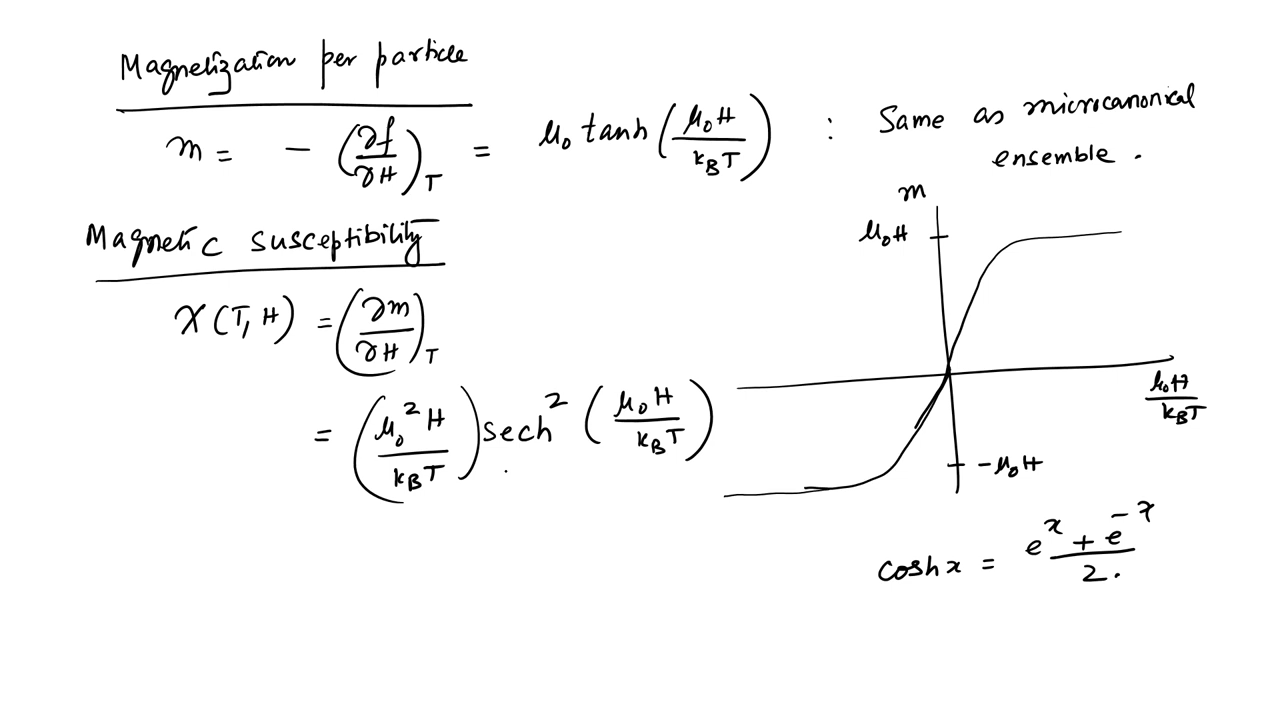 Magnetization per particle
m = - (∂f/∂H)_T = μ₀ tanh (μ₀H/k_BT) : Same as microcanonical
ensemble.
Magnetic susceptibility
χ(T,H) = (∂m/∂H)_T
= (μ₀²H/k_BT) sech² (μ₀H/k_BT)
m
μ₀H
μ₀H/k_BT
-μ₀H
cosh x = (e^x + e^-x)/2.